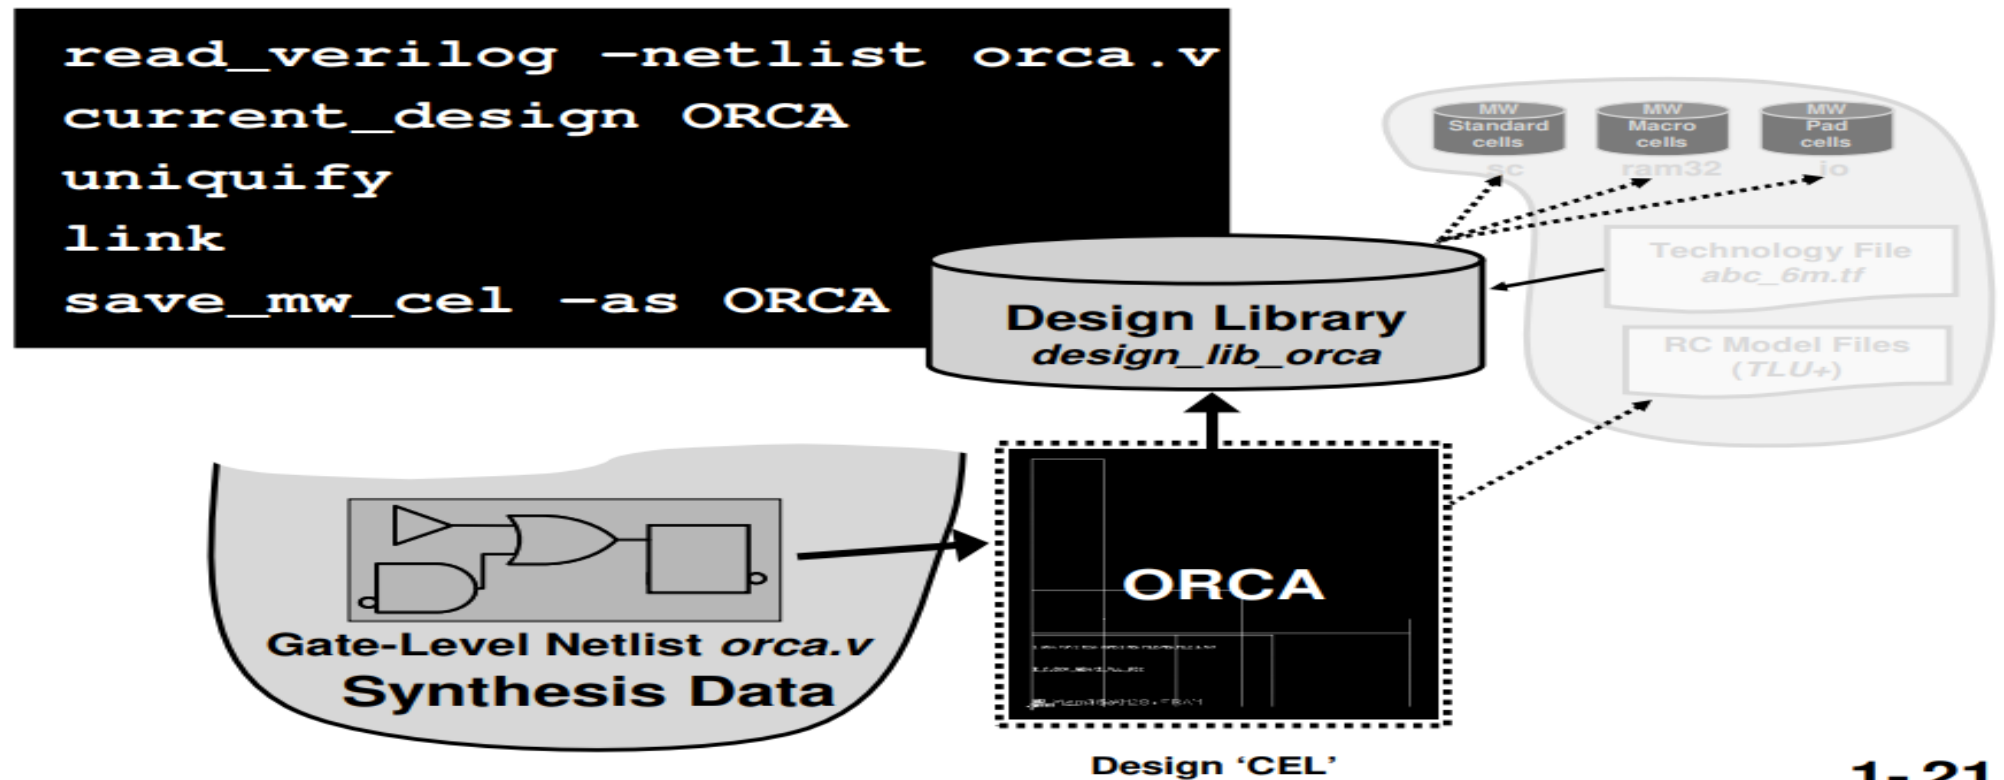 read_verilog –netlist orca.v
current_design ORCA
uniquify
link
save_mw_cel –as ORCA
MW
Standard
cells
sc
MW
Macro
cells
ram32
MW
Pad
cells
io
Technology File
abc_6m.tf
RC Model Files
(TLU+)
Design Library
design_lib_orca
Gate-Level Netlist orca.v
Synthesis Data
ORCA
Design ‘CEL’
1- 21